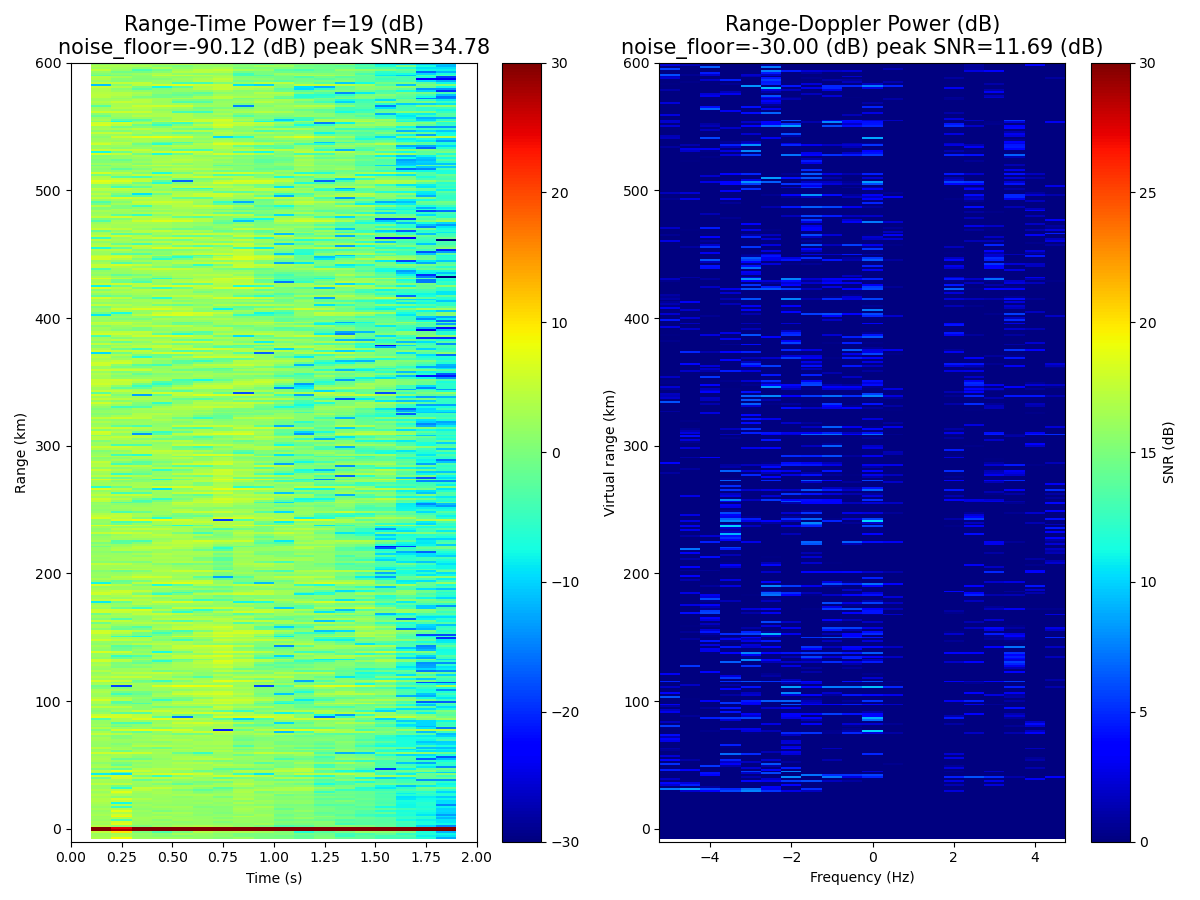 Range-Time Power f=19 (dB)
noise_floor=-90.12 (dB) peak SNR=34.78
Range (km)
600
500
400
300
200
100
0
0.00 0.25 0.50 0.75 1.00 1.25 1.50 1.75 2.00
Time (s)
30
20
10
0
−10
−20
−30
Range-Doppler Power (dB)
noise_floor=-30.00 (dB) peak SNR=11.69 (dB)
Virtual range (km)
600
500
400
300
200
100
0
−4 −2 0 2 4
Frequency (Hz)
30
25
20
15
10
5
0
SNR (dB)